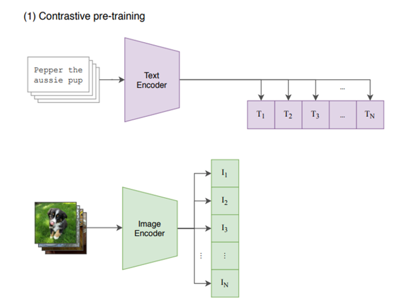 (1) Contrastive pre-training
Pepper the
aussie pup
Text
Encoder
...
T1 T2 T3 ... TN
Image
Encoder
I1
I2
I3
⋮ ⋮
IN